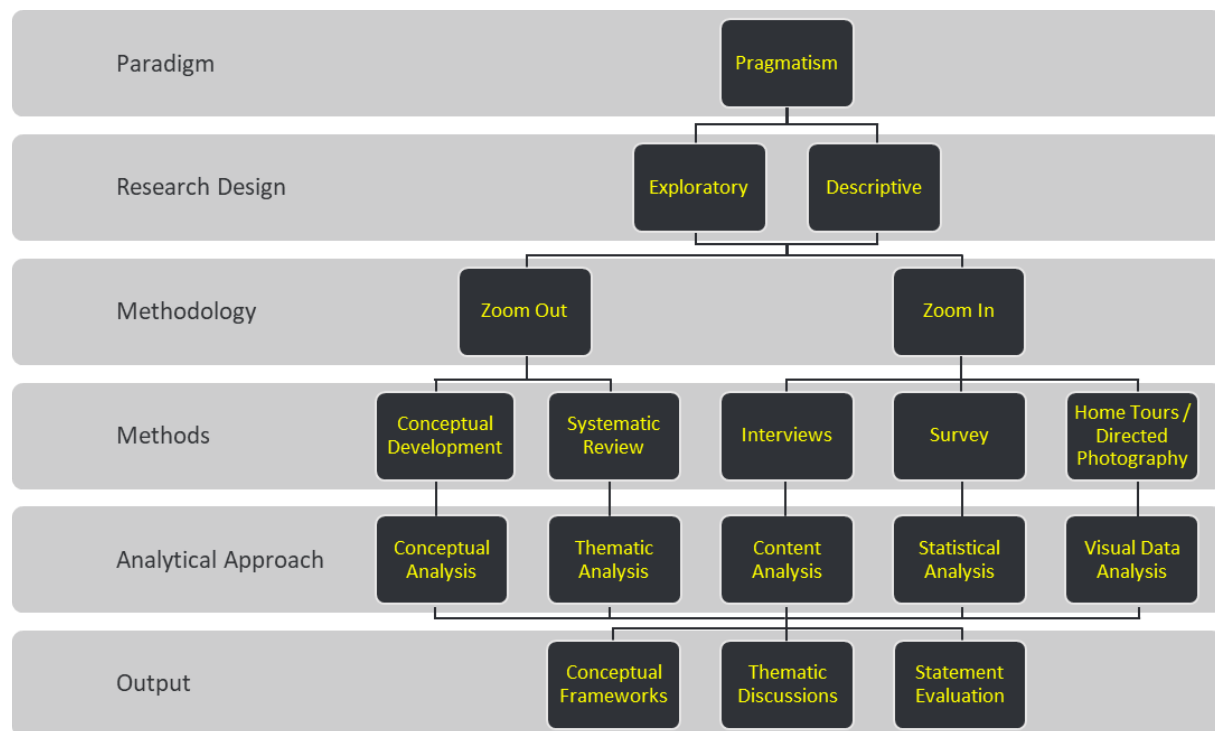 Paradigm
Pragmatism
Research Design
Exploratory
Descriptive
Methodology
Zoom Out
Zoom In
Methods
Conceptual
Development
Systematic
Review
Interviews
Survey
Home Tours /
Directed
Photography
Analytical Approach
Conceptual
Analysis
Thematic
Analysis
Content
Analysis
Statistical
Analysis
Visual Data
Analysis
Output
Conceptual
Frameworks
Thematic
Discussions
Statement
Evaluation